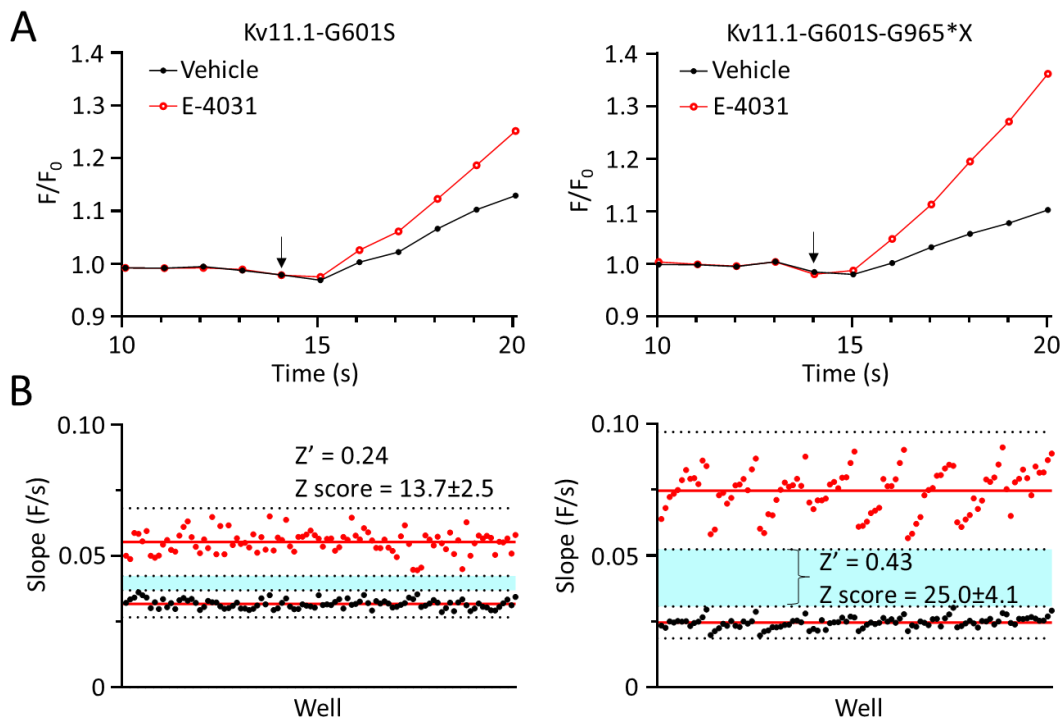 A
Kv11.1-G601S
Kv11.1-G601S-G965*X
1.4
1.3
1.2
1.1
1.0
0.9
F/F0
Vehicle
E-4031
10
15
20
Time (s)
1.4
1.3
1.2
1.1
1.0
0.9
F/F0
Vehicle
E-4031
10
15
20
Time (s)
B
0.10
0.05
0
Slope (F/s)
Z’ = 0.24
Z score = 13.7±2.5
Well
0.10
0.05
0
Slope (F/s)
Z’ = 0.43
Z score = 25.0±4.1
Well